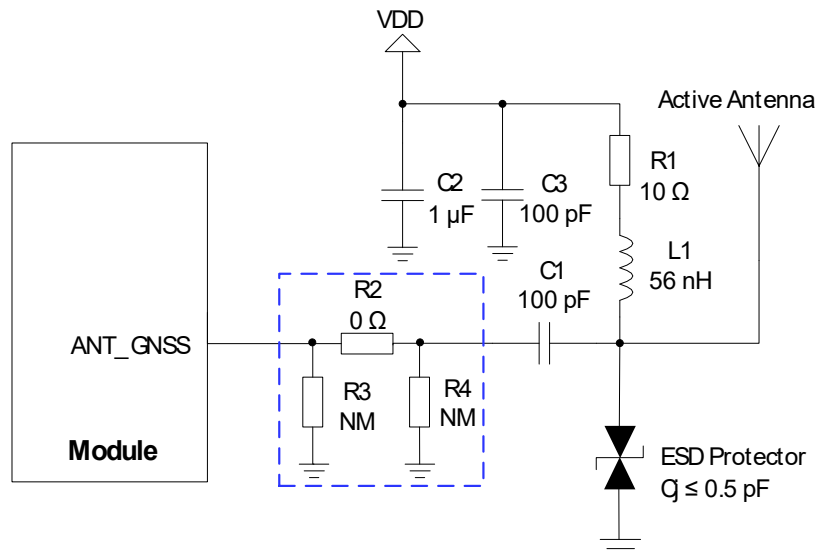 VDD
Active Antenna
R1
10 Ω
C2
1 µF
C3
100 pF
L1
56 nH
C1
100 pF
R2
0 Ω
ANT_GNSS
R3
NM
R4
NM
Module
ESD Protector
Cj ≤ 0.5 pF